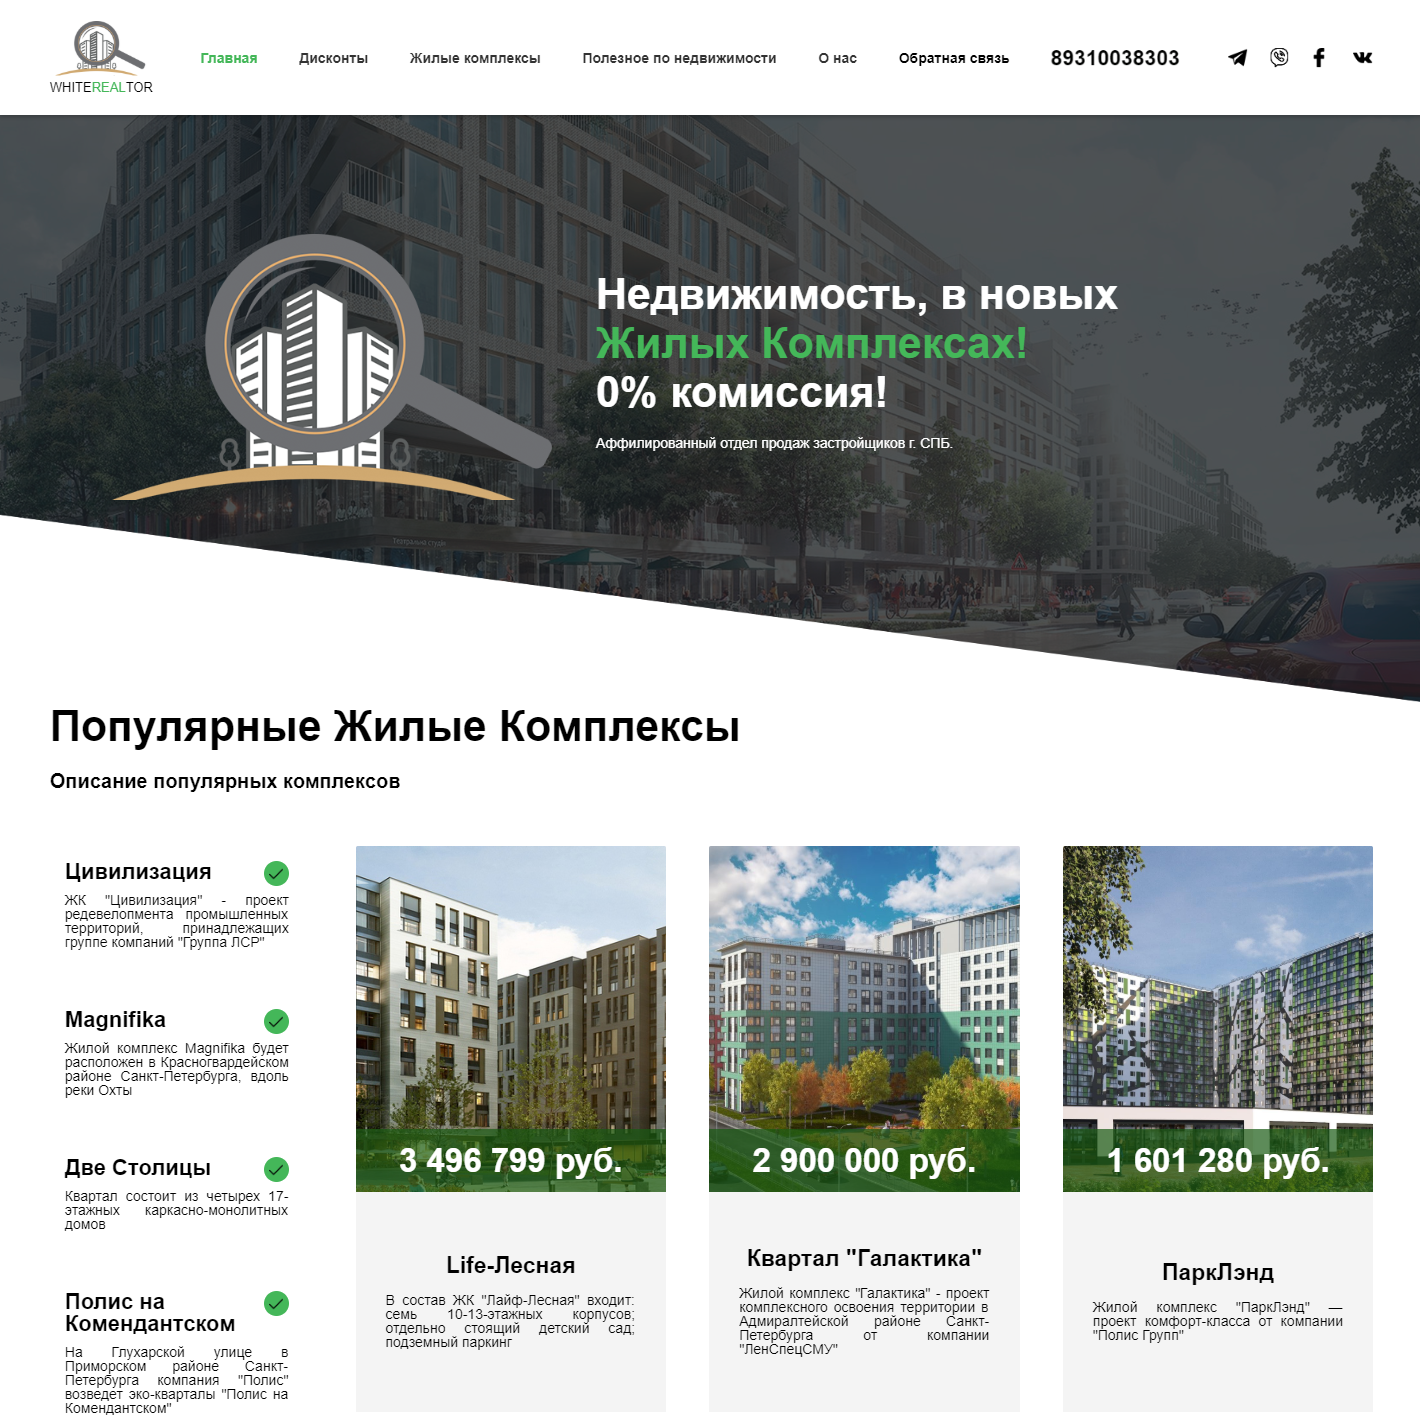 WHITEREALTOR
Главная
Дисконты
Жилые комплексы
Полезное по недвижимости
О нас
Обратная связь
89310038303
Недвижимость, в новых
Жилых Комплексах!
0% комиссия!
Аффилированный отдел продаж застройщиков г. СПБ.
Популярные Жилые Комплексы
Описание популярных комплексов
Цивилизация
ЖК "Цивилизация" - проект
редевелопмента промышленных
территорий, принадлежащих
группе компаний "Группа ЛСР"
Magnifika
Жилой комплекс Magnifika будет
расположен в Красногвардейском
районе Санкт-Петербурга, вдоль
реки Охты
Две Столицы
Квартал состоит из четырех 17-
этажных каркасно-монолитных
домов
Полис на
Комендантском
На Глухарской улице в
Приморском районе Санкт-
Петербурга компания "Полис"
возведет эко-кварталы "Полис на
Комендантском"
3 496 799 руб.
Life-Лесная
В состав ЖК "Лайф-Лесная" входит:
семь 10-13-этажных корпусов;
отдельно стоящий детский сад;
подземный паркинг
2 900 000 руб.
Квартал "Галактика"
Жилой комплекс "Галактика" - проект
комплексного освоения территории в
Адмиралтейской районе Санкт-
Петербурга от компании
"ЛенСпецСМУ"
1 601 280 руб.
ПаркЛэнд
Жилой комплекс "ПаркЛэнд" —
проект комфорт-класса от компании
"Полис Групп"